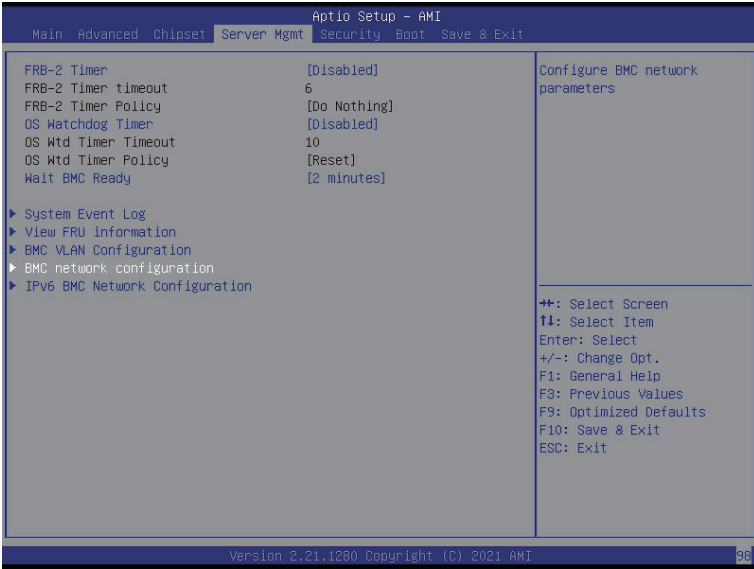 Aptio Setup - AMI
Main Advanced Chipset Server Mgmt Security Boot Save & Exit
FRB-2 Timer [Disabled]
FRB-2 Timer timeout 6
FRB-2 Timer Policy [Do Nothing]
OS Watchdog Timer [Disabled]
OS Wtd Timer Timeout 10
OS Wtd Timer Policy [Reset]
Wait BMC Ready [2 minutes]
System Event Log
View FRU information
BMC VLAN Configuration
BMC network configuration
IPv6 BMC Network Configuration
Configure BMC network
parameters
→←: Select Screen
↑↓: Select Item
Enter: Select
+/-: Change Opt.
F1: General Help
F3: Previous Values
F9: Optimized Defaults
F10: Save & Exit
ESC: Exit
Version 2.21.1280 Copyright (C) 2021 AMI
98